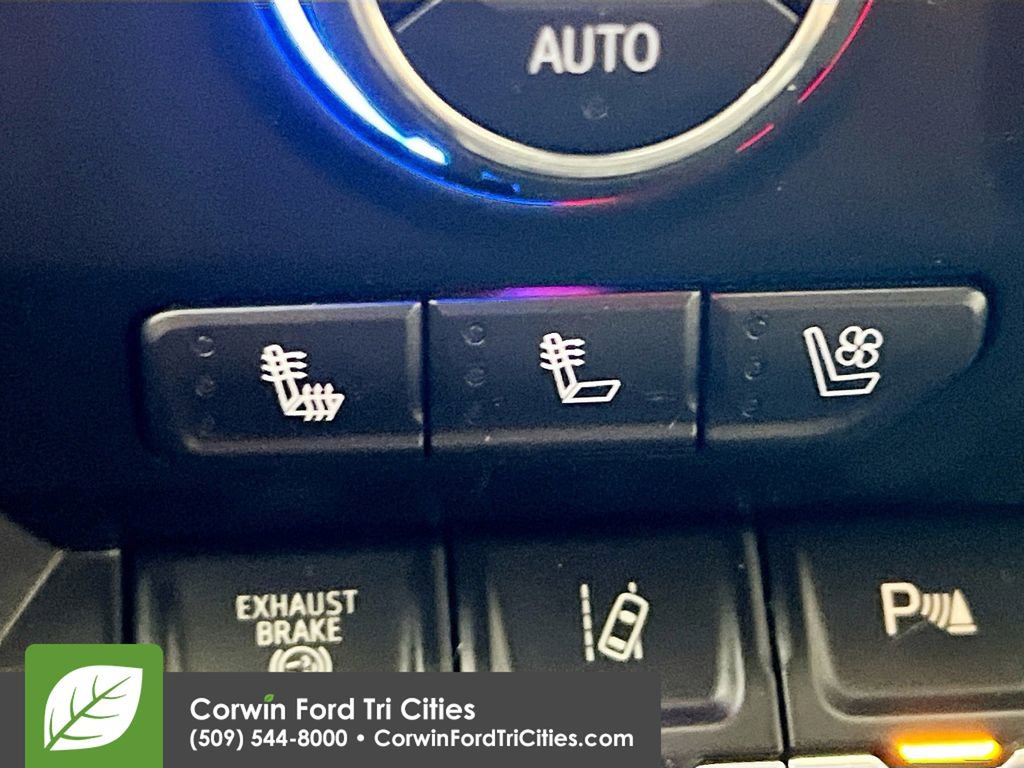 AUTO
EXHAUST
BRAKE
P
Corwin Ford Tri Cities
(509) 544-8000 • CorwinFordTriCities.com